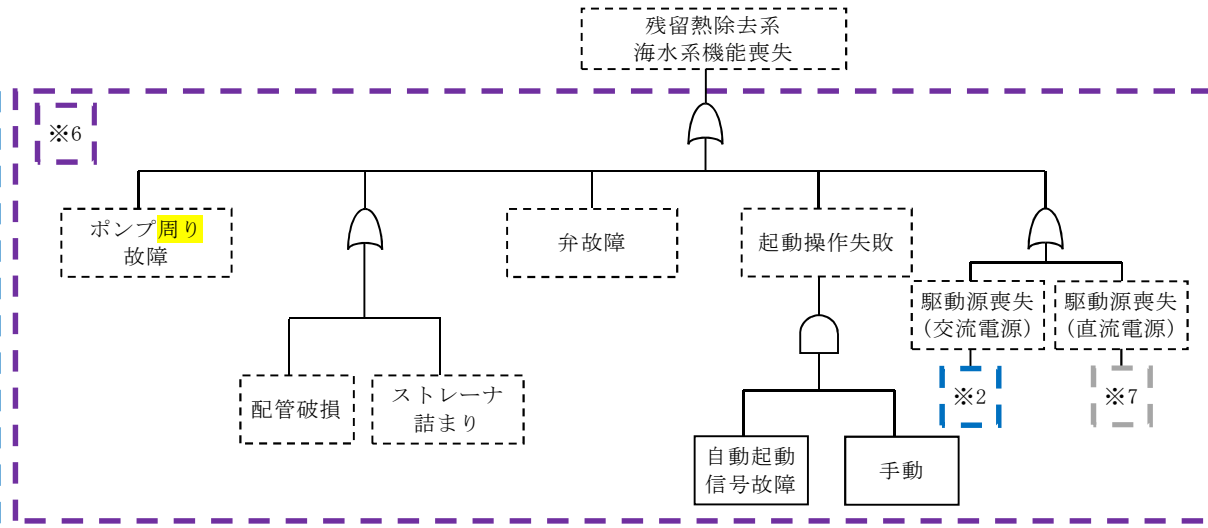 残留熱除去系
海水系機能喪失
※6
ポンプ周り
故障
弁故障
起動操作失敗
駆動源喪失
(交流電源)
駆動源喪失
(直流電源)
※2
※7
配管破損
ストレーナ
詰まり
自動起動
信号故障
手動